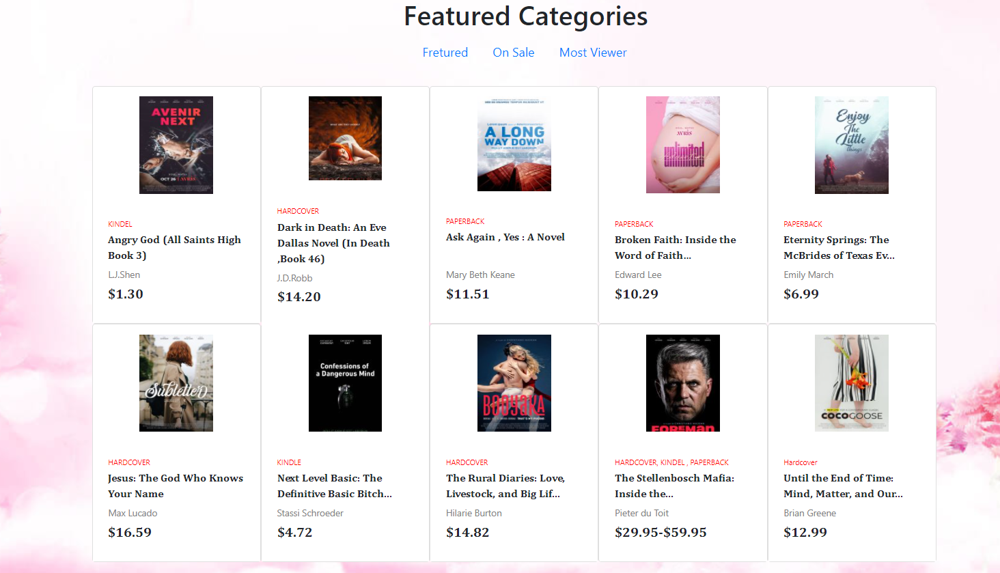 Featured Categories
Fretured On Sale Most Viewer
AVENIR
NEXT
OCT 26 AVRIS
KINDEL
Angry God (All Saints High
Book 3)
L.J.Shen
$1.30
HARDCOVER
Dark in Death: An Eve
Dallas Novel (In Death
,Book 46)
J.D.Robb
$14.20
A LONG
WAY DOWN
PAPERBACK
Ask Again , Yes : A Novel
Mary Beth Keane
$11.51
AVRIS
unlimited
unlimited
PAPERBACK
Broken Faith: Inside the
Word of Faith...
Edward Lee
$10.29
Enjoy
The
Little
Things
PAPERBACK
Eternity Springs: The
McBrides of Texas Ev...
Emily March
$6.99
Subletter
HARDCOVER
Jesus: The God Who Knows
Your Name
Max Lucado
$16.59
Confessions of
a Dangerous Mind
KINDLE
Next Level Basic: The
Definitive Basic Bitch...
Stassi Schroeder
$4.72
BOOYAKA
HARDCOVER
The Rural Diaries: Love,
Livestock, and Big Lif...
Hilarie Burton
$14.82
FOREMAN
HARDCOVER, KINDEL , PAPERBACK
The Stellenbosch Mafia:
Inside the...
Pieter du Toit
$29.95-$59.95
COCOGOOSE
Hardcover
Until the End of Time:
Mind, Matter, and Our...
Brian Greene
$12.99